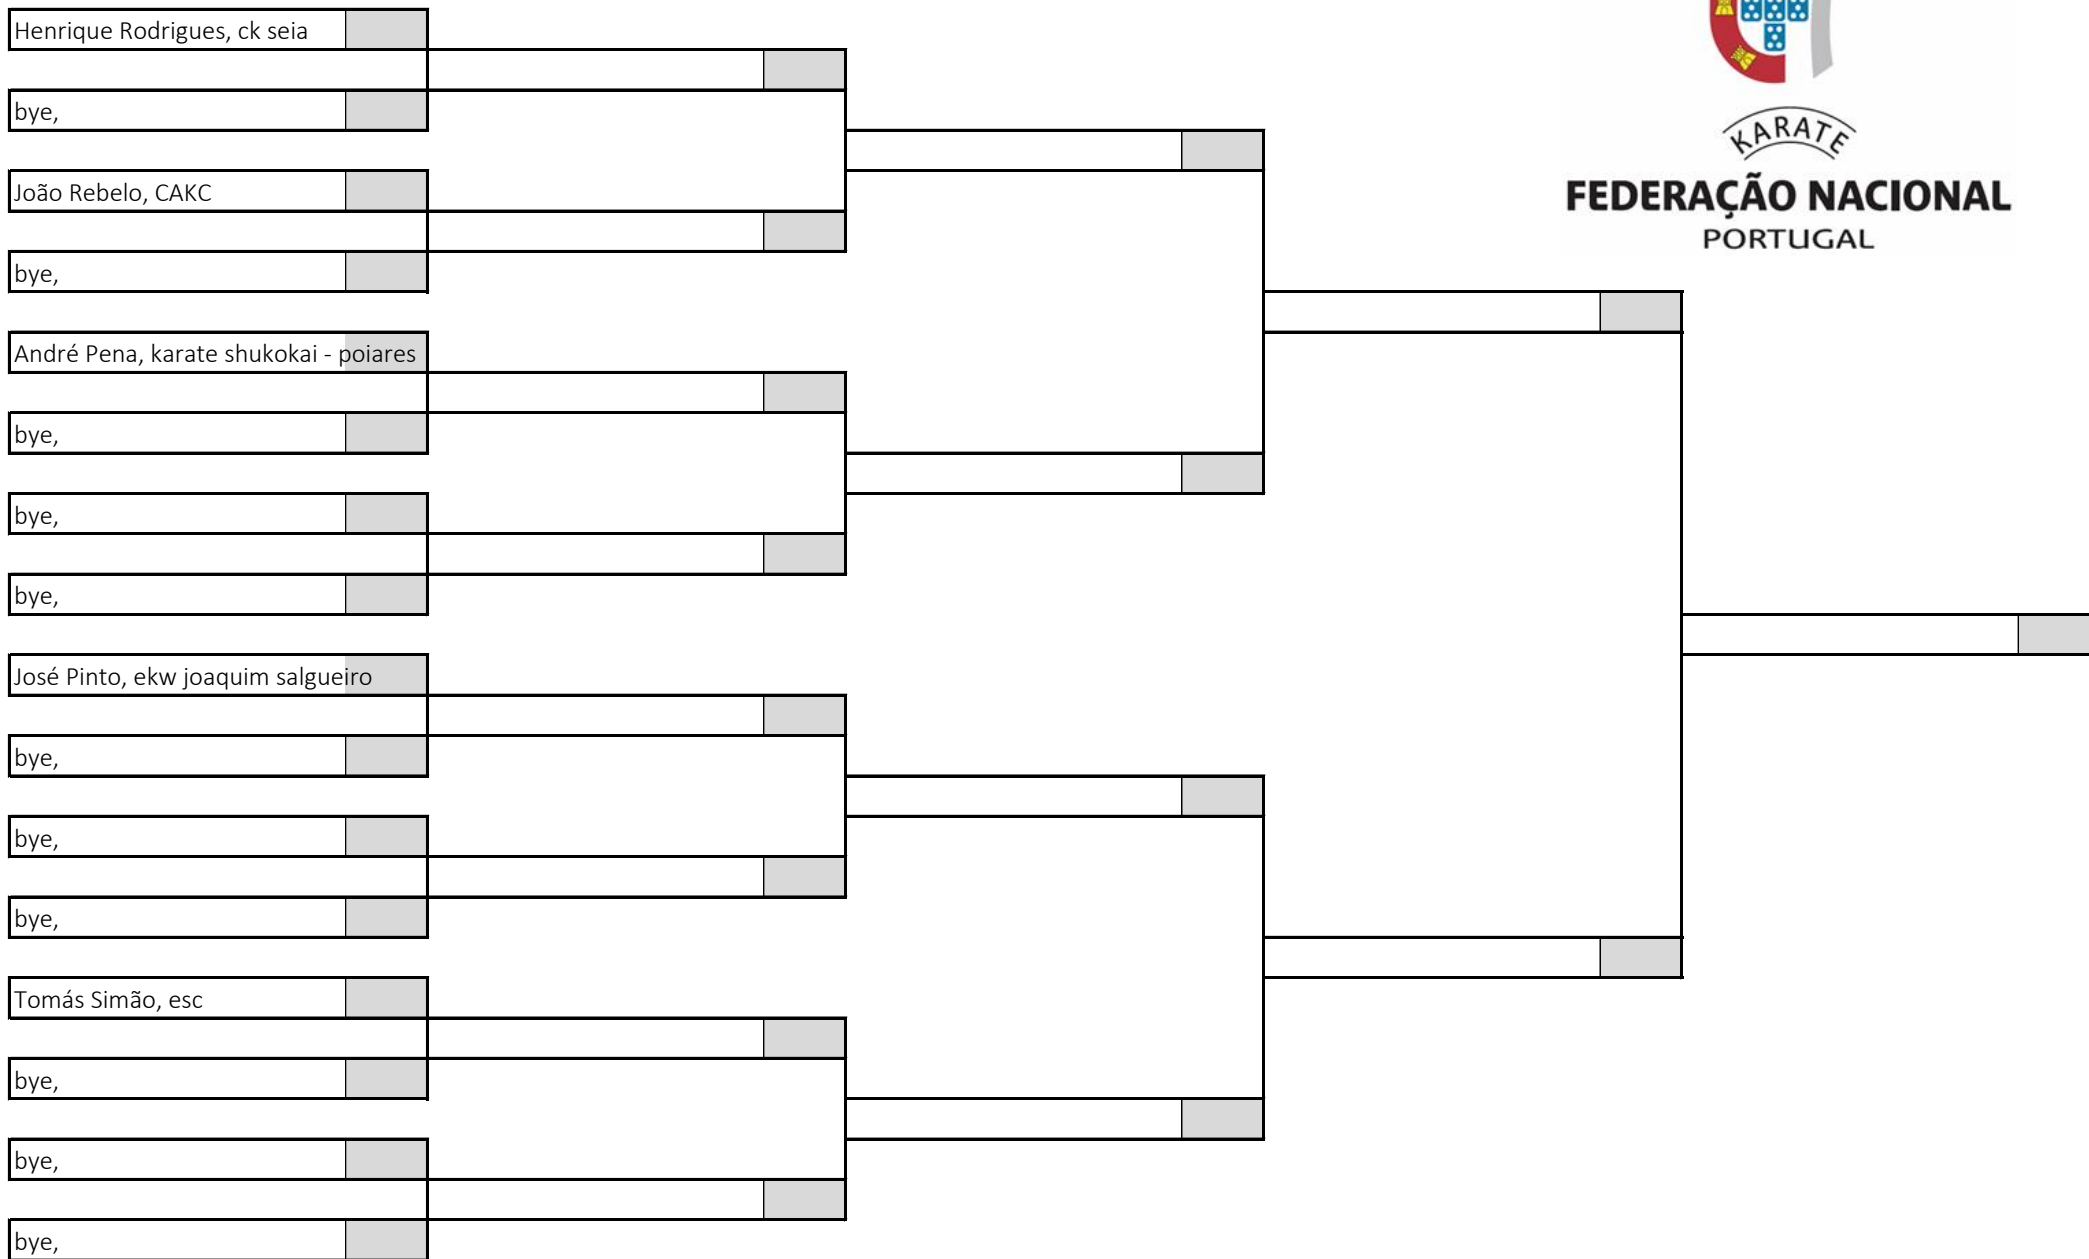 Henrique Rodrigues, ck seia
bye,
João Rebelo, CAKC
bye,
André Pena, karate shukokai - poiares
bye,
bye,
bye,
José Pinto, ekw joaquim salgueiro
bye,
bye,
bye,
Tomás Simão, esc
bye,
bye,
bye,
KARATE
FEDERAÇÃO NACIONAL
PORTUGAL